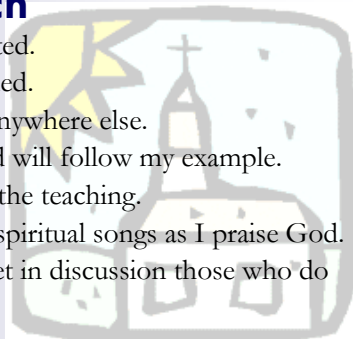 ted.
ed.
nywhere else.
d will follow my example.
the teaching.
spiritual songs as I praise God.
et in discussion those who do